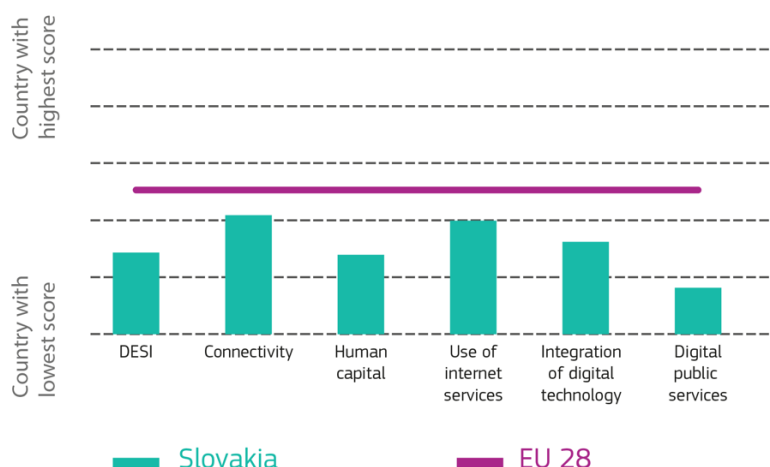 Country with
highest score
Country with
lowest score
DESI
Connectivity
Human
capital
Use of
internet
services
Integration
of digital
technology
Digital
public
services
Slovakia
EU 28